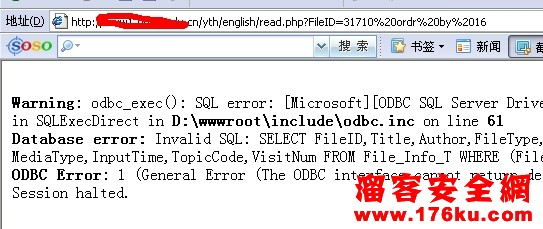 地址(D) http: .cn/yth/english/read.php?FileID=31710%20ordr%20by%2016
SOSO 搜 索 书签 新闻
Warning: odbc_exec(): SQL error: [Microsoft][ODBC SQL Server Drive
in SQLExecDirect in D:\wwwroot\include\odbc.inc on line 61
Database error: Invalid SQL: SELECT FileID,Title,Author,FileType,
MediaType,InputTime,TopicCode,VisitNum FROM File_Info_T WHERE (File
ODBC Error: 1 (General Error (The ODBC interface cannot return de
Session halted.
溜客安全網
www.176ku.com